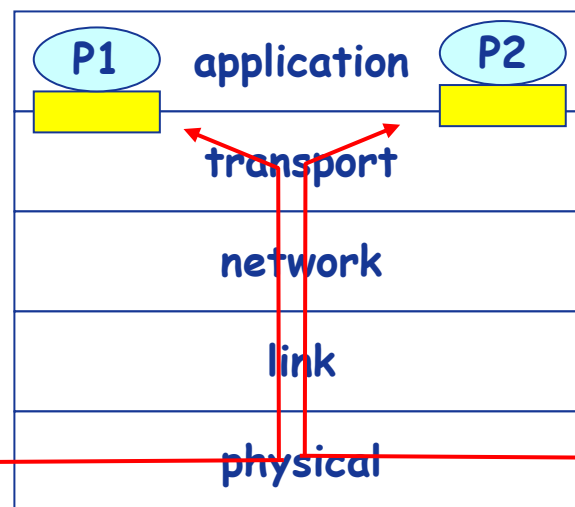 P1 application P2
transport
network
link
physical